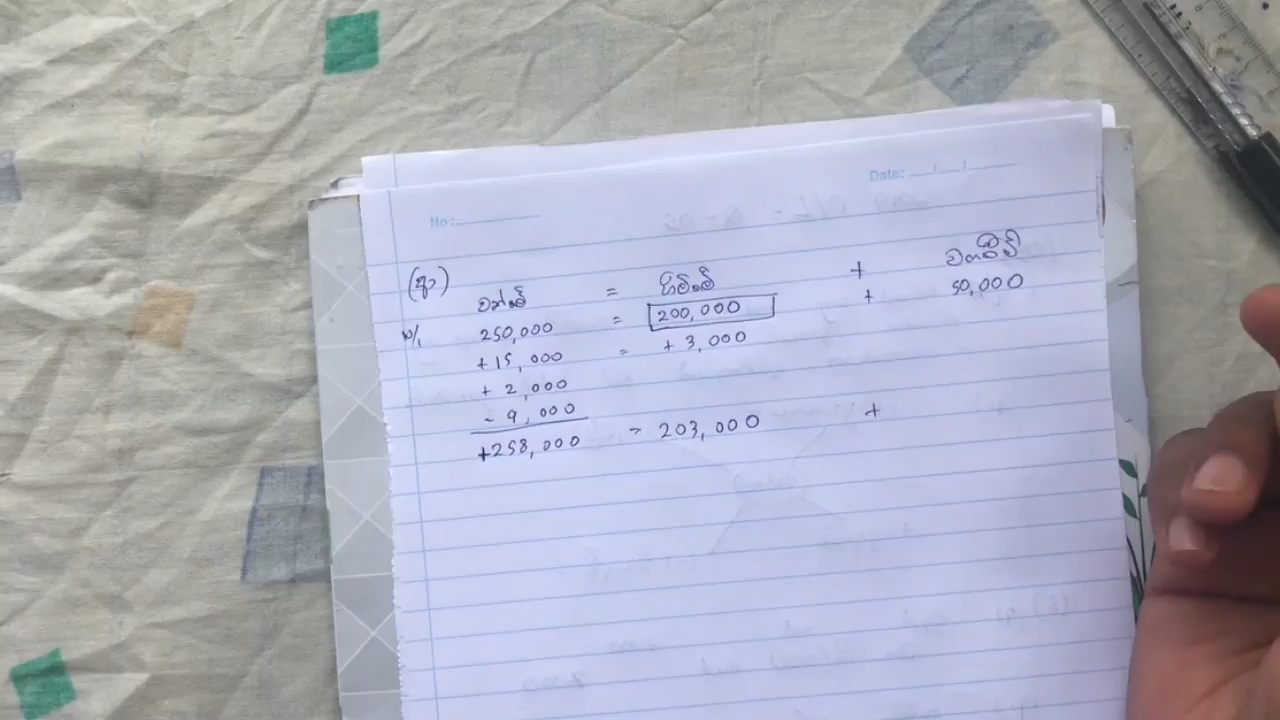 No: Date: __/__/__
(ආ) වත්කම් = හිමිකම් + වගකීම්
250,000 = 200,000 + 50,000
+15,000 = +3,000
+2,000
-9,000
+258,000 = 203,000 +